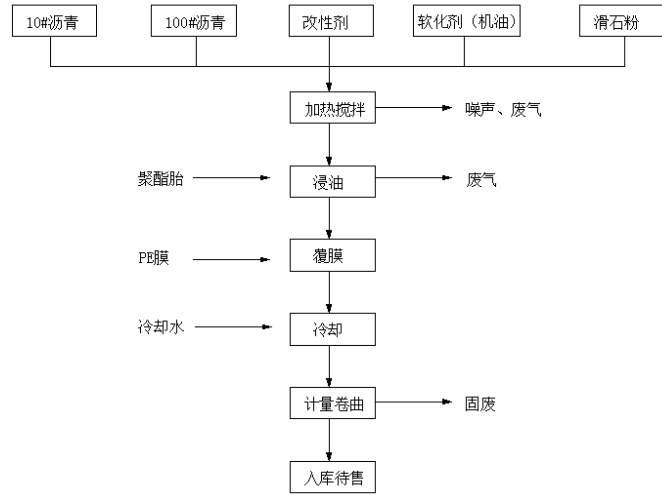 10#沥青
100#沥青
改性剂
软化剂（机油）
滑石粉
加热搅拌
噪声、废气
聚酯胎
浸油
废气
PE膜
覆膜
冷却水
冷却
计量卷曲
固废
入库待售